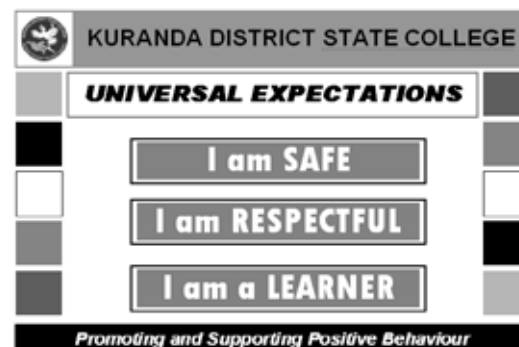 KURANDA DISTRICT STATE COLLEGE
UNIVERSAL EXPECTATIONS
I am SAFE
I am RESPECTFUL
I am a LEARNER
Promoting and Supporting Positive Behaviour